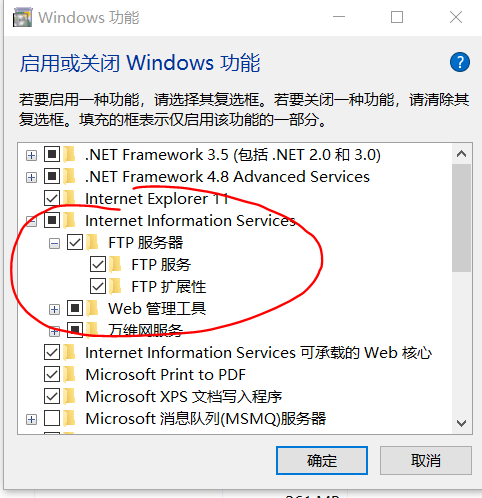 Windows 功能
启用或关闭 Windows 功能
若要启用一种功能，请选择其复选框。若要关闭一种功能，请清除其
复选框。填充的框表示仅启用该功能的一部分。
.NET Framework 3.5 (包括 .NET 2.0 和 3.0)
.NET Framework 4.8 Advanced Services
Internet Explorer 11
Internet Information Services
FTP 服务器
FTP 服务
FTP 扩展性
Web 管理工具
万维网服务
Internet Information Services 可承载的 Web 核心
Microsoft Print to PDF
Microsoft XPS 文档写入程序
Microsoft 消息队列(MSMQ)服务器
确定
取消